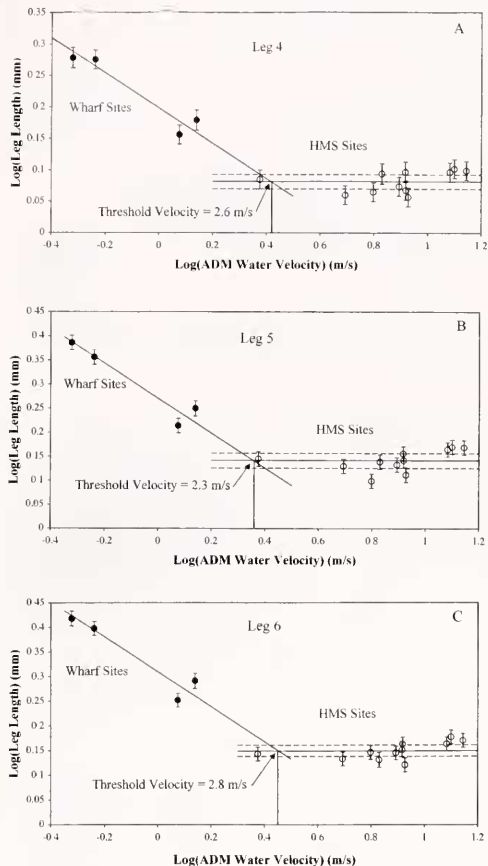 A
Leg 4
Log(Leg Length) (mm)
0.35
0.3
0.25
0.2
0.15
0.1
0.05
0
Wharf Sites
HMS Sites
Threshold Velocity = 2.6 m/s
-0.4 -0.2 0 0.2 0.4 0.6 0.8 1
Log(ADM Water Velocity) (m/s)
B
Leg 5
Log(Leg Length) (mm)
0.45
0.4
0.35
0.3
0.25
0.2
0.15
0.1
0.05
0
Wharf Sites
HMS Sites
Threshold Velocity = 2.3 m/s
-0.4 -0.2 0 0.2 0.4 0.6 0.8 1
Log(ADM Water Velocity) (m/s)
C
Leg 6
Log(Leg Length) (mm)
0.45
0.4
0.35
0.3
0.25
0.2
0.15
0.1
0.05
0
Wharf Sites
HMS Sites
Threshold Velocity = 2.8 m/s
-0.4 -0.2 0 0.2 0.4 0.6 0.8 1
Log(ADM Water Velocity) (m/s)